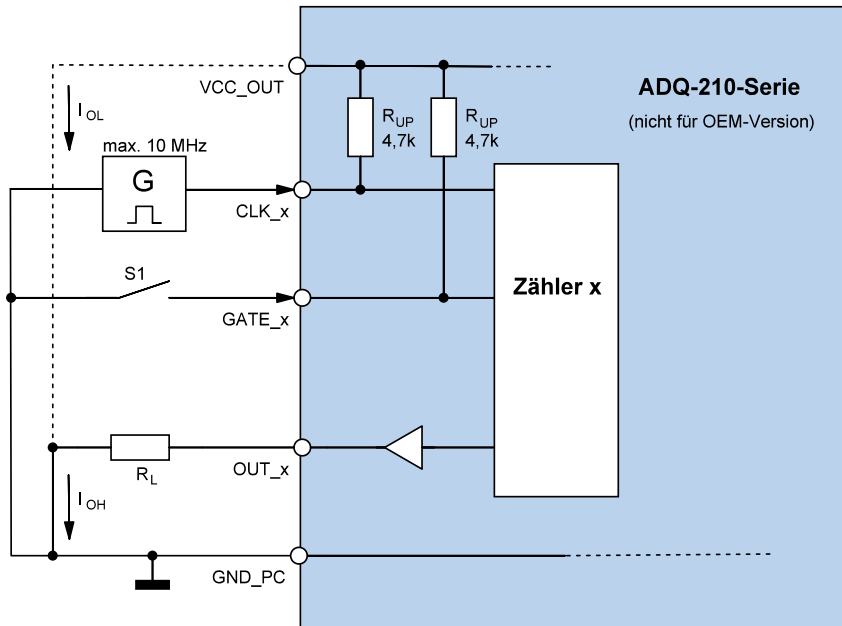 VCC_OUT
ADQ-210-Serie
(nicht für OEM-Version)
I OL
R UP
4,7k
R UP
4,7k
max. 10 MHz
G
CLK_x
S1
GATE_x
Zähler x
R L
OUT_x
I OH
GND_PC